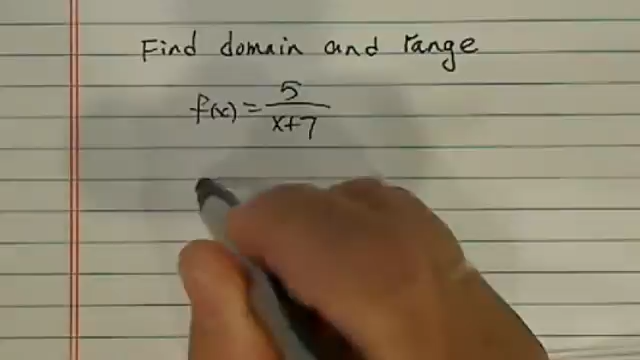 Find domain and range
f(x) = 5/(x+7)